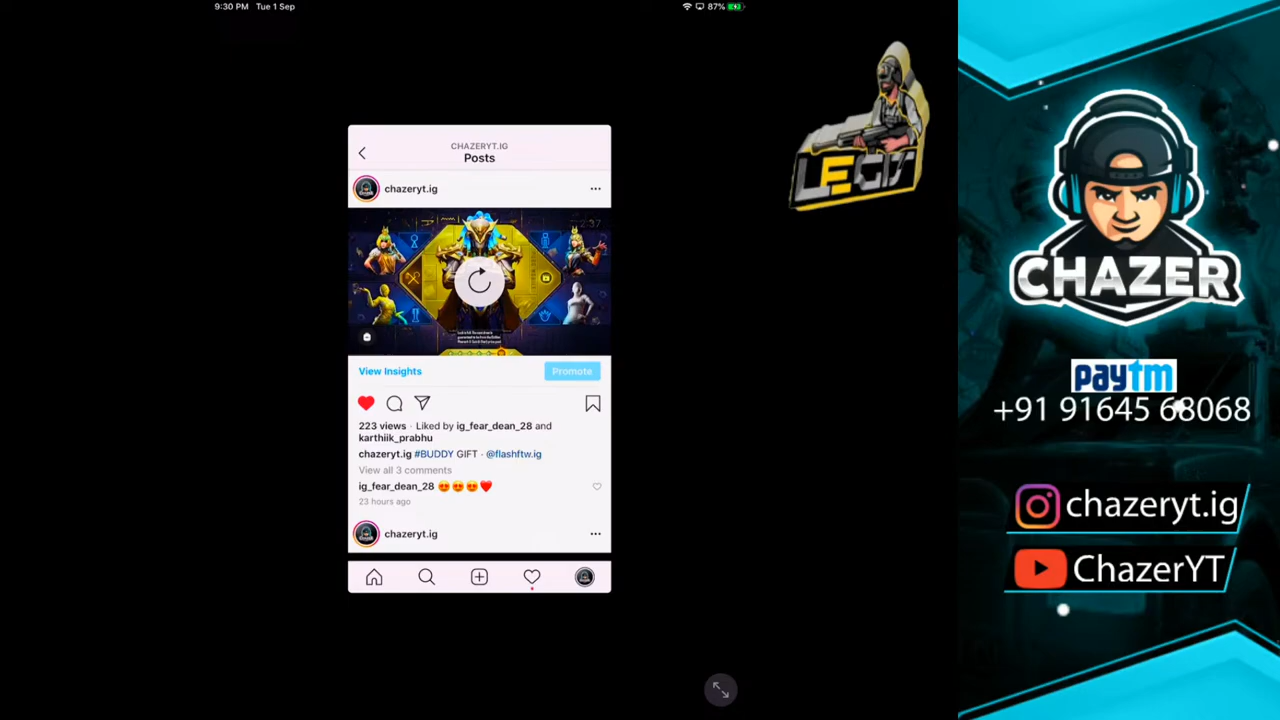 9:30 PM Tue 1 Sep
87%
CHAZERYT.IG
Posts
chazeryt.ig
View Insights
Promote
223 views · Liked by ig_fear_dean_28 and
karthiik_prabhu
chazeryt.ig #BUDDY GIFT · @flashftw.ig
View all 3 comments
ig_fear_dean_28 😍😍😍❤️
23 hours ago
chazeryt.ig
CHAZER
paytm
+91 91645 68068
chazeryt.ig
ChazerYT